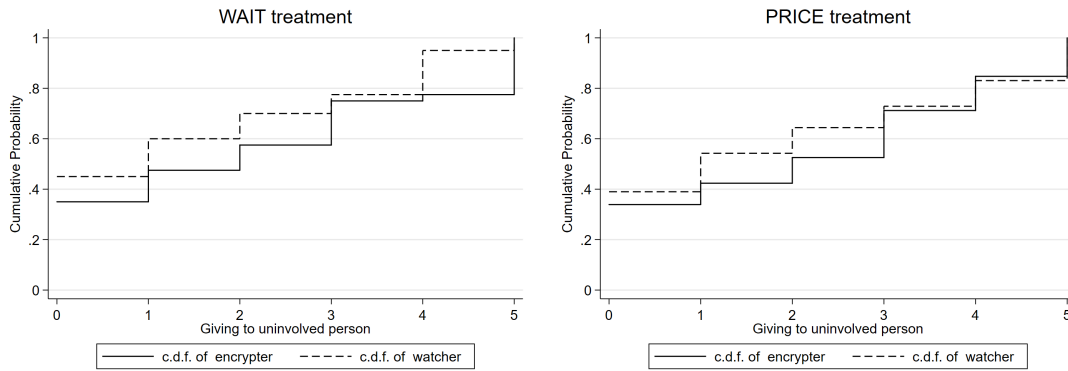 WAIT treatment
Cumulative Probability
1
.8
.6
.4
.2
0
0 1 2 3 4 5
Giving to uninvolved person
c.d.f. of encrypter c.d.f. of watcher
PRICE treatment
Cumulative Probability
1
.8
.6
.4
.2
0
0 1 2 3 4 5
Giving to uninvolved person
c.d.f. of encrypter c.d.f. of watcher